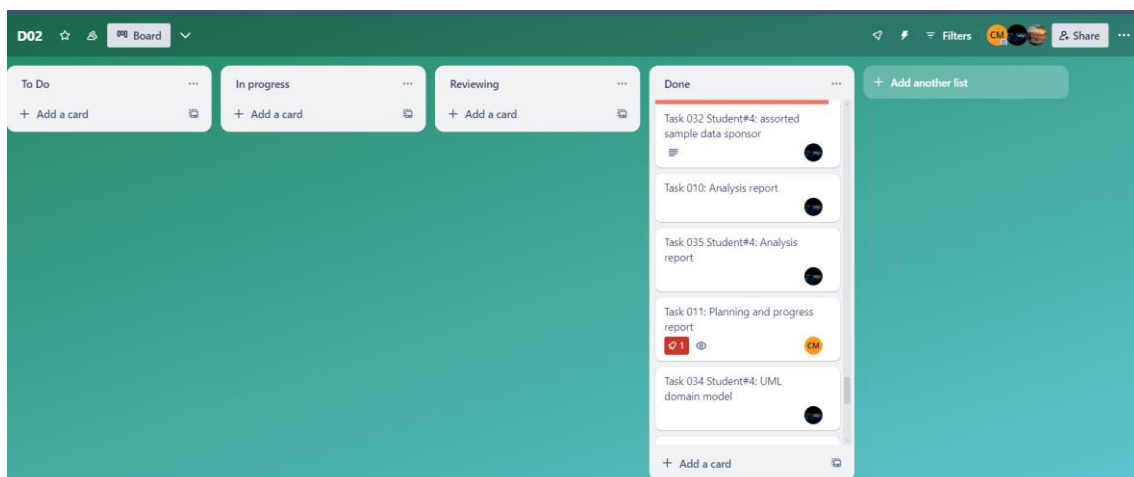 D02
Board
Filters
CM
Share
To Do
+ Add a card
In progress
+ Add a card
Reviewing
+ Add a card
Done
Task 032 Student#4: assorted
sample data sponsor
Task 010: Analysis report
Task 035 Student#4: Analysis
report
Task 011: Planning and progress
report
1
CM
Task 034 Student#4: UML
domain model
+ Add a card
+ Add another list